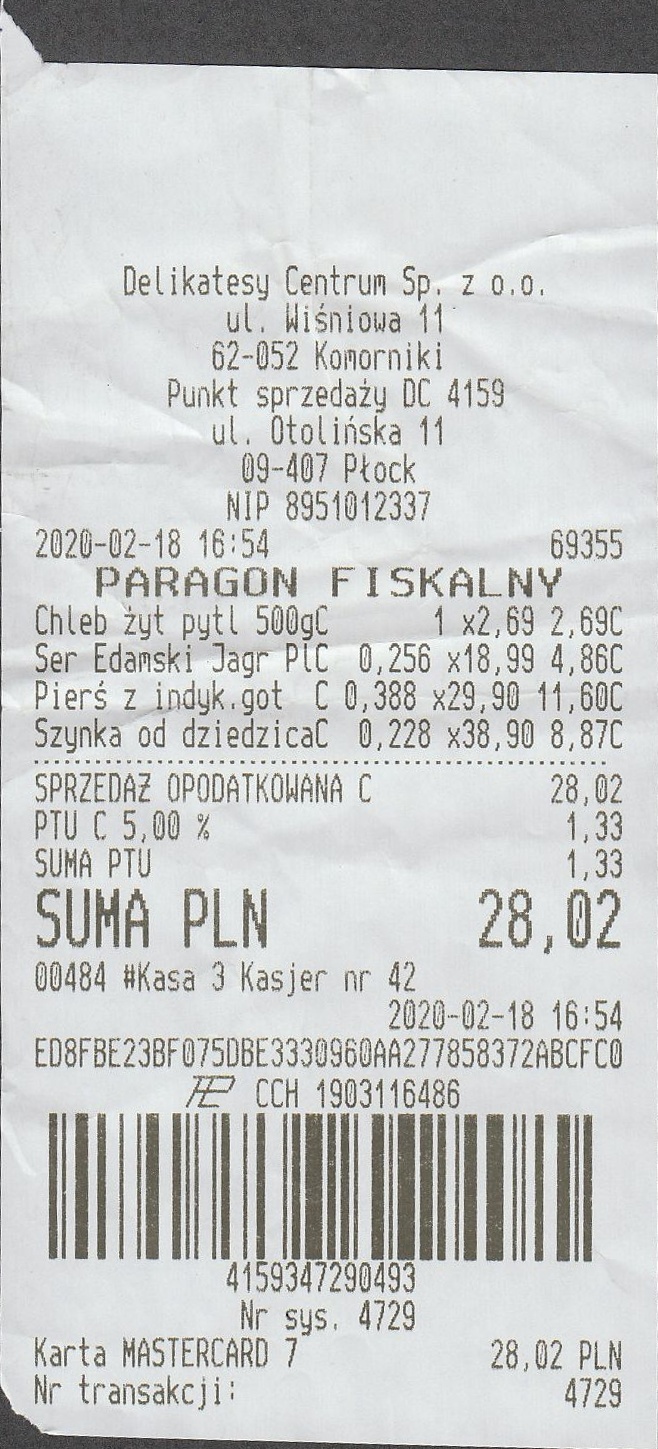 Delikatesy Centrum Sp. z o.o.
ul. Wiśniowa 11
62-052 Komorniki
Punkt sprzedaży DC 4159
ul. Otolińska 11
09-407 Płock
NIP 8951012337
2020-02-18 16:54 69355
PARAGON FISKALNY
Chleb żyt pytl 500gC 1 x2,69 2,69C
Ser Edamski Jagr PlC 0,256 x18,99 4,86C
Pierś z indyk.got C 0,388 x29,90 11,60C
Szynka od dziedzicaC 0,228 x38,90 8,87C
SPRZEDAŻ OPODATKOWANA C 28,02
PTU C 5,00 % 1,33
SUMA PTU 1,33
SUMA PLN 28,02
00484 #Kasa 3 Kasjer nr 42
2020-02-18 16:54
ED8FBE23BF075DBE3330960AA277858372ABCFC0
CCH 1903116486
4159347290493
Nr sys. 4729
Karta MASTERCARD 7 28,02 PLN
Nr transakcji: 4729